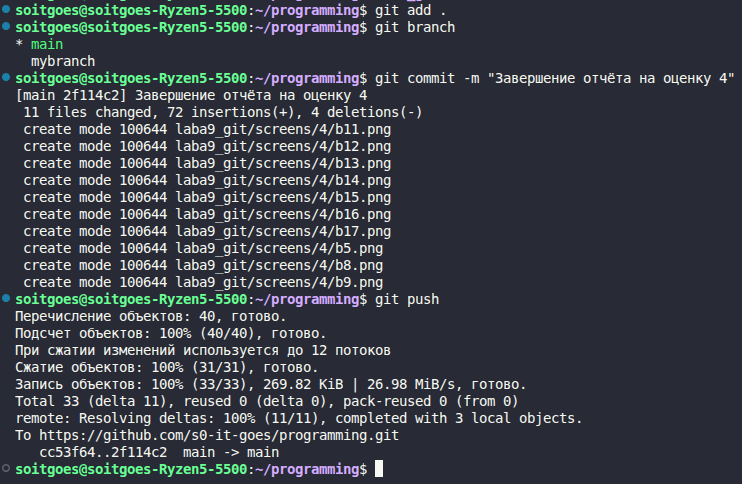 soitgoes@soitgoes-Ryzen5-5500:~/programming$ git add .
soitgoes@soitgoes-Ryzen5-5500:~/programming$ git branch
* main
  mybranch
soitgoes@soitgoes-Ryzen5-5500:~/programming$ git commit -m "Завершение отчёта на оценку 4"
[main 2f114c2] Завершение отчёта на оценку 4
 11 files changed, 72 insertions(+), 4 deletions(-)
 create mode 100644 laba9_git/screens/4/b11.png
 create mode 100644 laba9_git/screens/4/b12.png
 create mode 100644 laba9_git/screens/4/b13.png
 create mode 100644 laba9_git/screens/4/b14.png
 create mode 100644 laba9_git/screens/4/b15.png
 create mode 100644 laba9_git/screens/4/b16.png
 create mode 100644 laba9_git/screens/4/b17.png
 create mode 100644 laba9_git/screens/4/b5.png
 create mode 100644 laba9_git/screens/4/b8.png
 create mode 100644 laba9_git/screens/4/b9.png
soitgoes@soitgoes-Ryzen5-5500:~/programming$ git push
Перечисление объектов: 40, готово.
Подсчет объектов: 100% (40/40), готово.
При сжатии изменений используется до 12 потоков
Сжатие объектов: 100% (31/31), готово.
Запись объектов: 100% (33/33), 269.82 KiB | 26.98 MiB/s, готово.
Total 33 (delta 11), reused 0 (delta 0), pack-reused 0 (from 0)
remote: Resolving deltas: 100% (11/11), completed with 3 local objects.
To https://github.com/s0-it-goes/programming.git
   cc53f64..2f114c2  main -> main
soitgoes@soitgoes-Ryzen5-5500:~/programming$